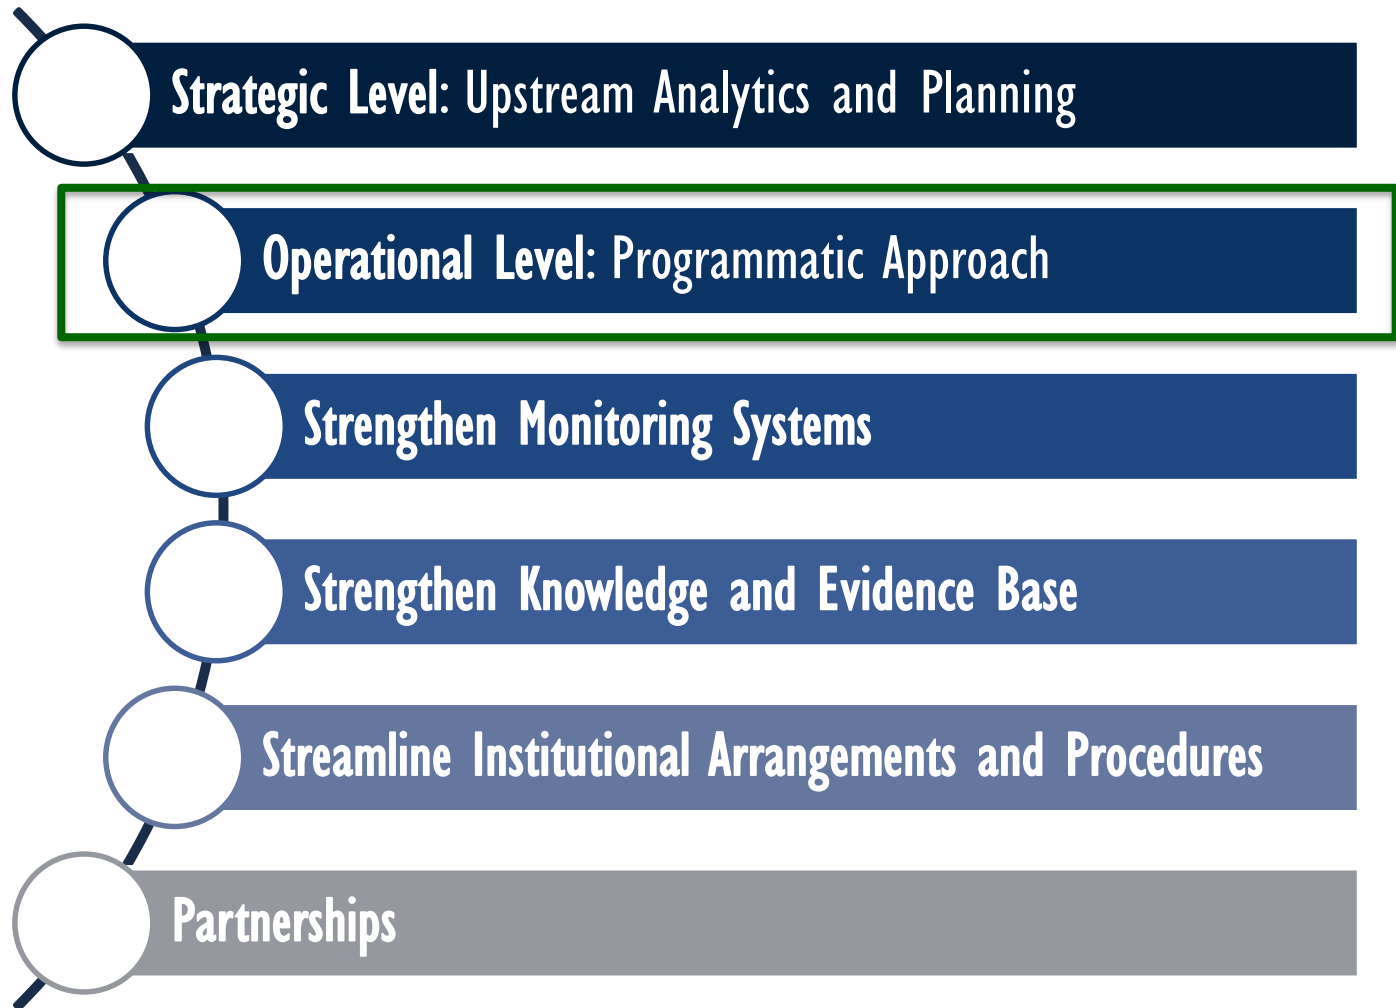 Strategic Level: Upstream Analytics and Planning
Operational Level: Programmatic Approach
Strengthen Monitoring Systems
Strengthen Knowledge and Evidence Base
Streamline Institutional Arrangements and Procedures
Partnerships